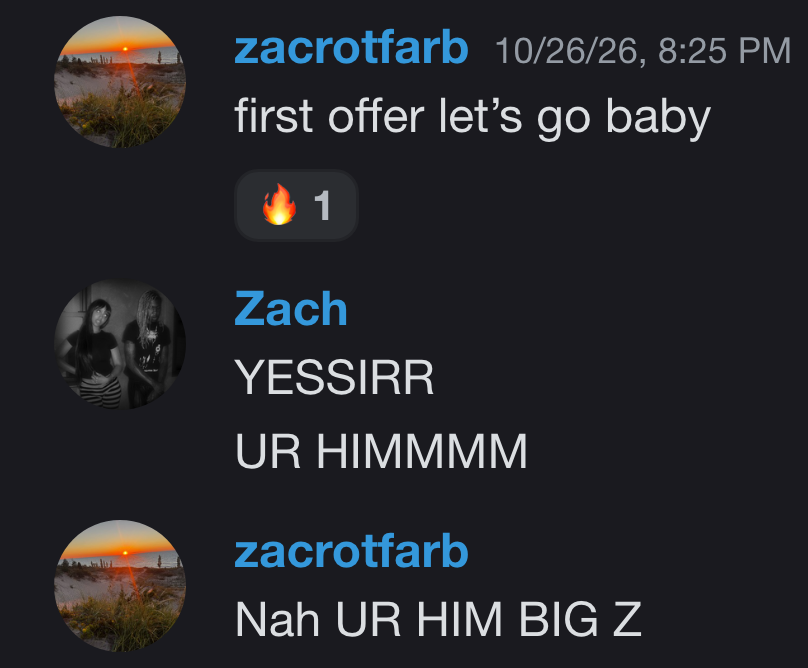 zacrotfarb 10/26/26, 8:25 PM
first offer let’s go baby
🔥 1
Zach
YESSIRR
UR HIMMMM
zacrotfarb
Nah UR HIM BIG Z